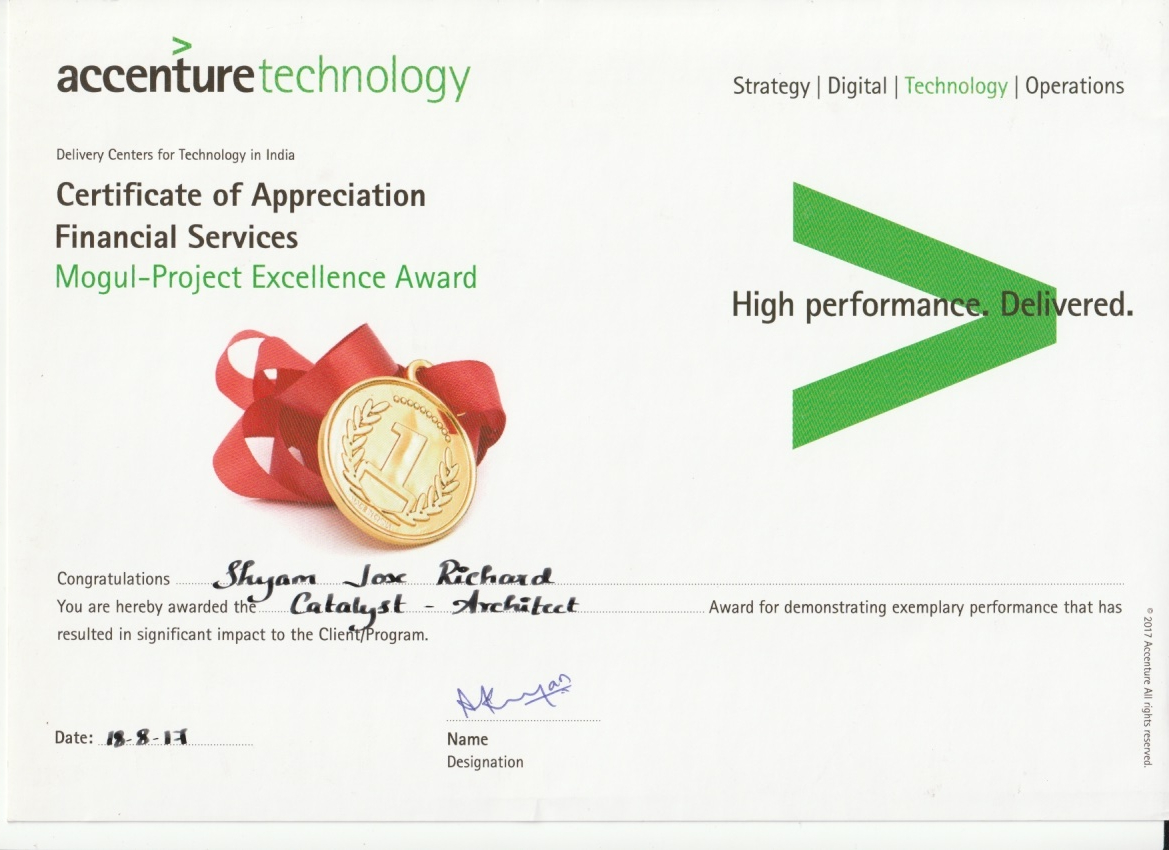 accenturetechnology
Strategy | Digital | Technology | Operations
Delivery Centers for Technology in India
Certificate of Appreciation
Financial Services
Mogul-Project Excellence Award
High performance. Delivered.
1
Congratulations Shyam Jose Richard
You are hereby awarded the Catalyst - Architect Award for demonstrating exemplary performance that has
resulted in significant impact to the Client/Program.
Date: 18-8-17
Name
Designation
© 2017 Accenture All rights reserved.